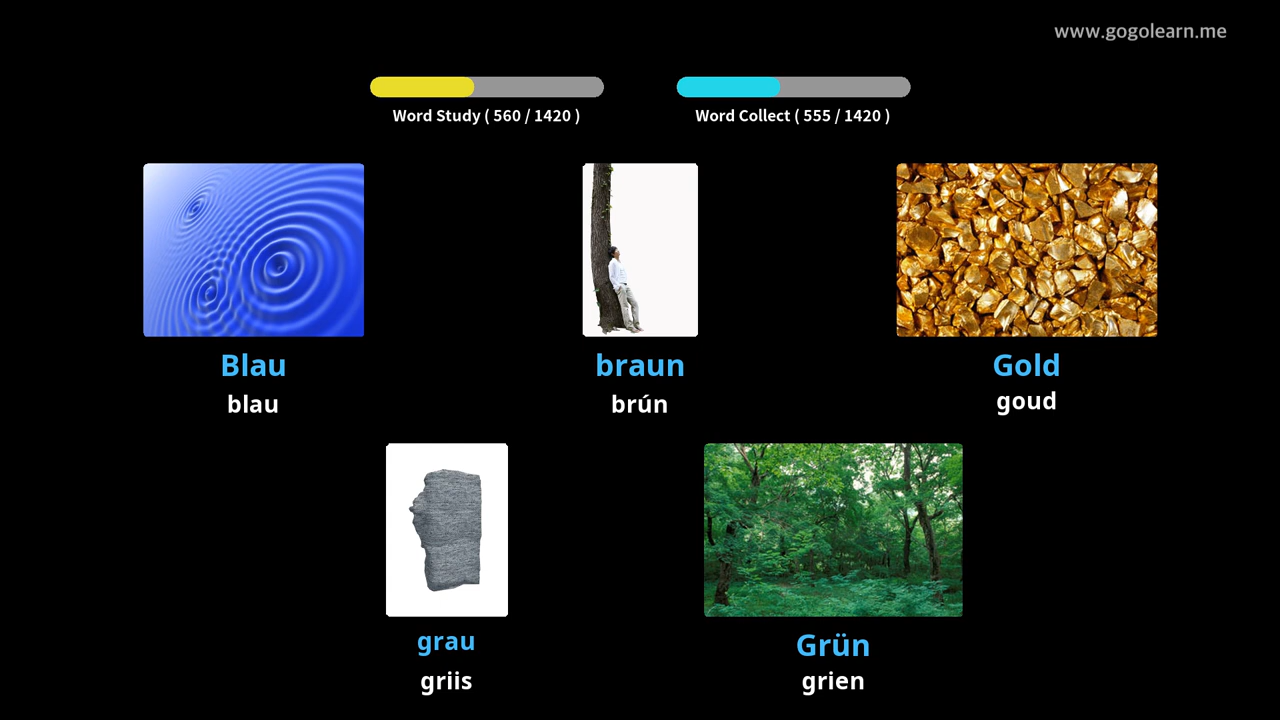 www.gogolearn.me
Word Study ( 560 / 1420 )
Word Collect ( 555 / 1420 )
Blau
blau
braun
brún
Gold
goud
grau
griis
Grün
grien